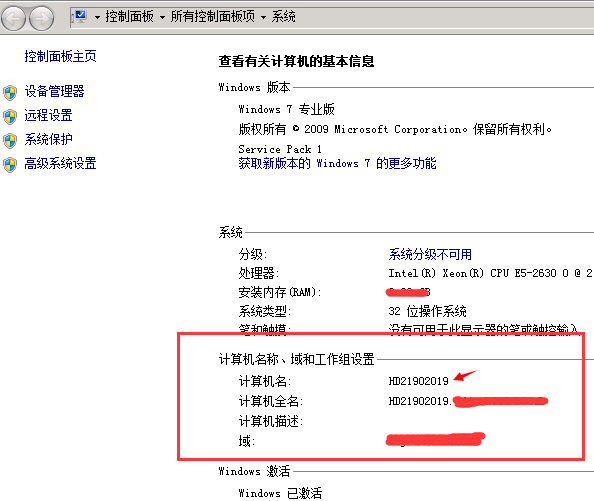 控制面板 所有控制面板项 系统
控制面板主页
设备管理器
远程设置
系统保护
高级系统设置
查看有关计算机的基本信息
Windows 版本
Windows 7 专业版
版权所有 © 2009 Microsoft Corporation。保留所有权利。
Service Pack 1
获取新版本的 Windows 7 的更多功能
系统
分级: 系统分级不可用
处理器: Intel(R) Xeon(R) CPU E5-2630 0 @ 2
安装内存(RAM):
系统类型: 32 位操作系统
笔和触摸: 没有可用于此显示器的笔或触控输入
计算机名称、域和工作组设置
计算机名: HD21902019
计算机全名: HD21902019.
计算机描述:
域:
Windows 激活
Windows 已激活